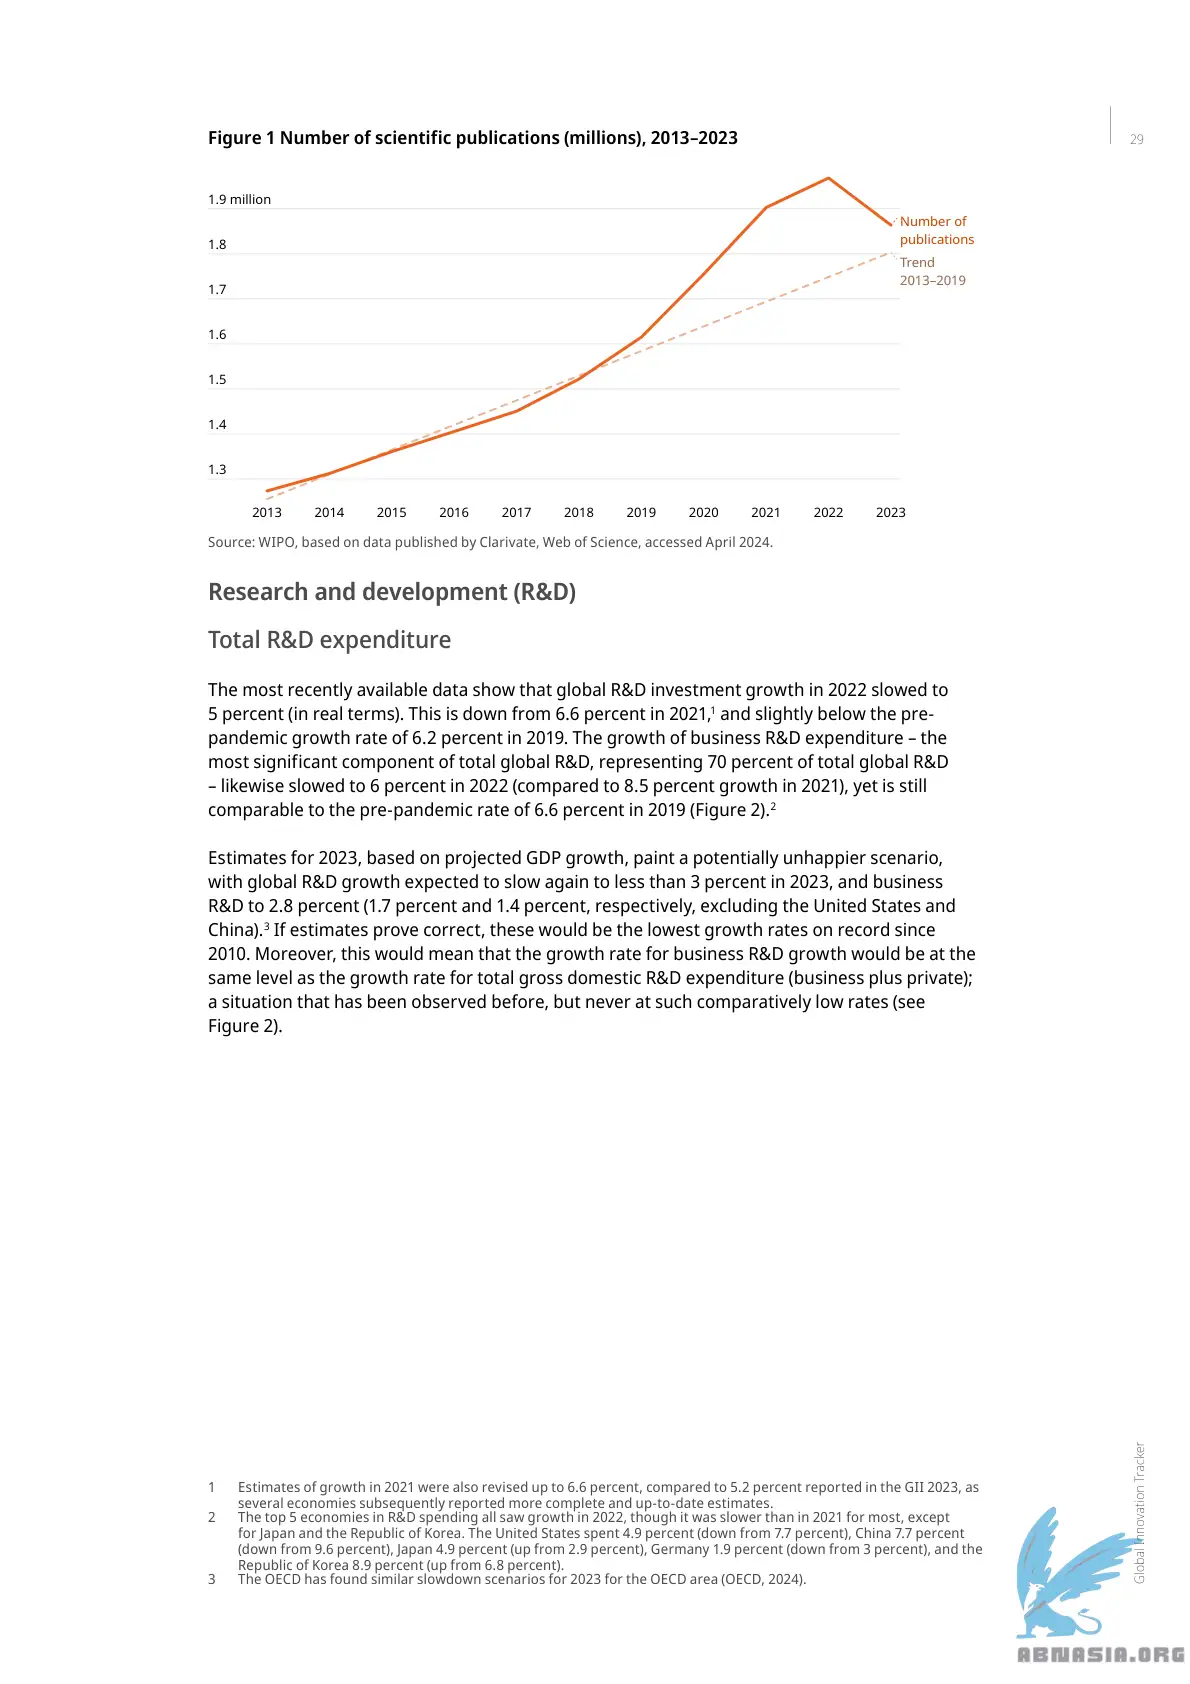 Figure 1 Number of scientific publications (millions), 2013–2023
29
1.9 million
1.8
1.7
1.6
1.5
1.4
1.3
Number of
publications
Trend
2013–2019
2013 2014 2015 2016 2017 2018 2019 2020 2021 2022 2023
Source: WIPO, based on data published by Clarivate, Web of Science, accessed April 2024.
Research and development (R&D)
Total R&D expenditure
The most recently available data show that global R&D investment growth in 2022 slowed to
5 percent (in real terms). This is down from 6.6 percent in 2021,¹ and slightly below the pre-
pandemic growth rate of 6.2 percent in 2019. The growth of business R&D expenditure – the
most significant component of total global R&D, representing 70 percent of total global R&D
– likewise slowed to 6 percent in 2022 (compared to 8.5 percent growth in 2021), yet is still
comparable to the pre-pandemic rate of 6.6 percent in 2019 (Figure 2).²
Estimates for 2023, based on projected GDP growth, paint a potentially unhappier scenario,
with global R&D growth expected to slow again to less than 3 percent in 2023, and business
R&D to 2.8 percent (1.7 percent and 1.4 percent, respectively, excluding the United States and
China).³ If estimates prove correct, these would be the lowest growth rates on record since
2010. Moreover, this would mean that the growth rate for business R&D growth would be at the
same level as the growth rate for total gross domestic R&D expenditure (business plus private);
a situation that has been observed before, but never at such comparatively low rates (see
Figure 2).
1 Estimates of growth in 2021 were also revised up to 6.6 percent, compared to 5.2 percent reported in the GII 2023, as
several economies subsequently reported more complete and up-to-date estimates.
2 The top 5 economies in R&D spending all saw growth in 2022, though it was slower than in 2021 for most, except
for Japan and the Republic of Korea. The United States spent 4.9 percent (down from 7.7 percent), China 7.7 percent
(down from 9.6 percent), Japan 4.9 percent (up from 2.9 percent), Germany 1.9 percent (down from 3 percent), and the
Republic of Korea 8.9 percent (up from 6.8 percent).
3 The OECD has found similar slowdown scenarios for 2023 for the OECD area (OECD, 2024).
Global Innovation Tracker
ABNASIA.ORG